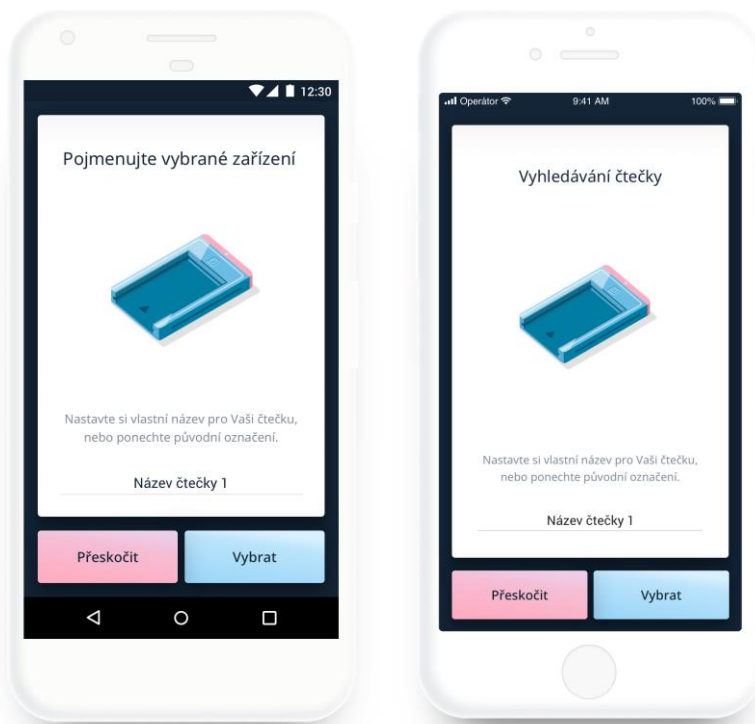 12:30
Pojmenujte vybrané zařízení
Nastavte si vlastní název pro Vaši čtečku,
nebo ponechte původní označení.
Název čtečky 1
Přeskočit
Vybrat
Operátor
9:41 AM
100%
Vyhledávání čtečky
Nastavte si vlastní název pro Vaši čtečku,
nebo ponechte původní označení.
Název čtečky 1
Přeskočit
Vybrat